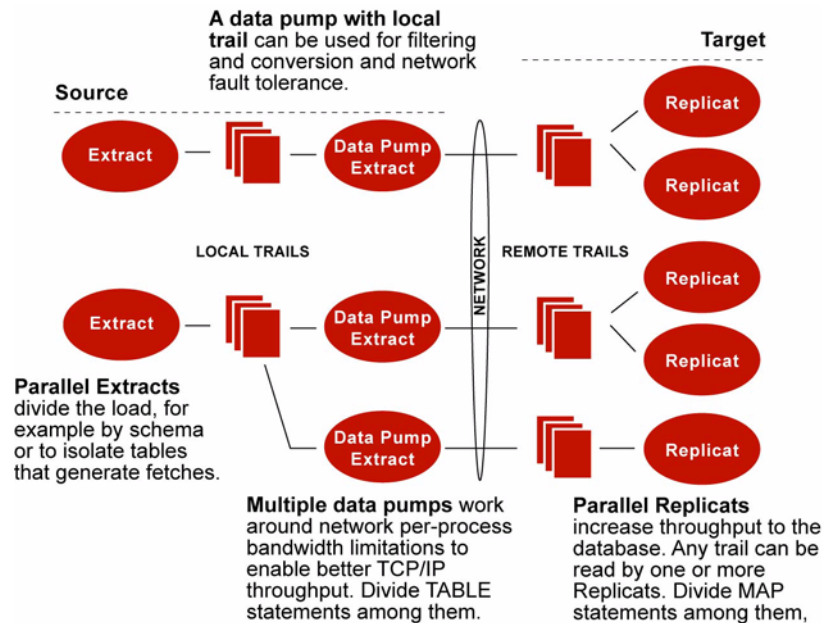 A data pump with local
trail can be used for filtering
and conversion and network
fault tolerance.
Target
Source
Replicat
Extract
Data Pump
Extract
Replicat
LOCAL TRAILS
NETWORK
REMOTE TRAILS
Replicat
Extract
Data Pump
Extract
Replicat
Parallel Extracts
divide the load, for
example by schema
or to isolate tables
that generate fetches.
Data Pump
Extract
Replicat
Multiple data pumps work
around network per-process
bandwidth limitations to
enable better TCP/IP
throughput. Divide TABLE
statements among them.
Parallel Replicats
increase throughput to the
database. Any trail can be
read by one or more
Replicats. Divide MAP
statements among them,